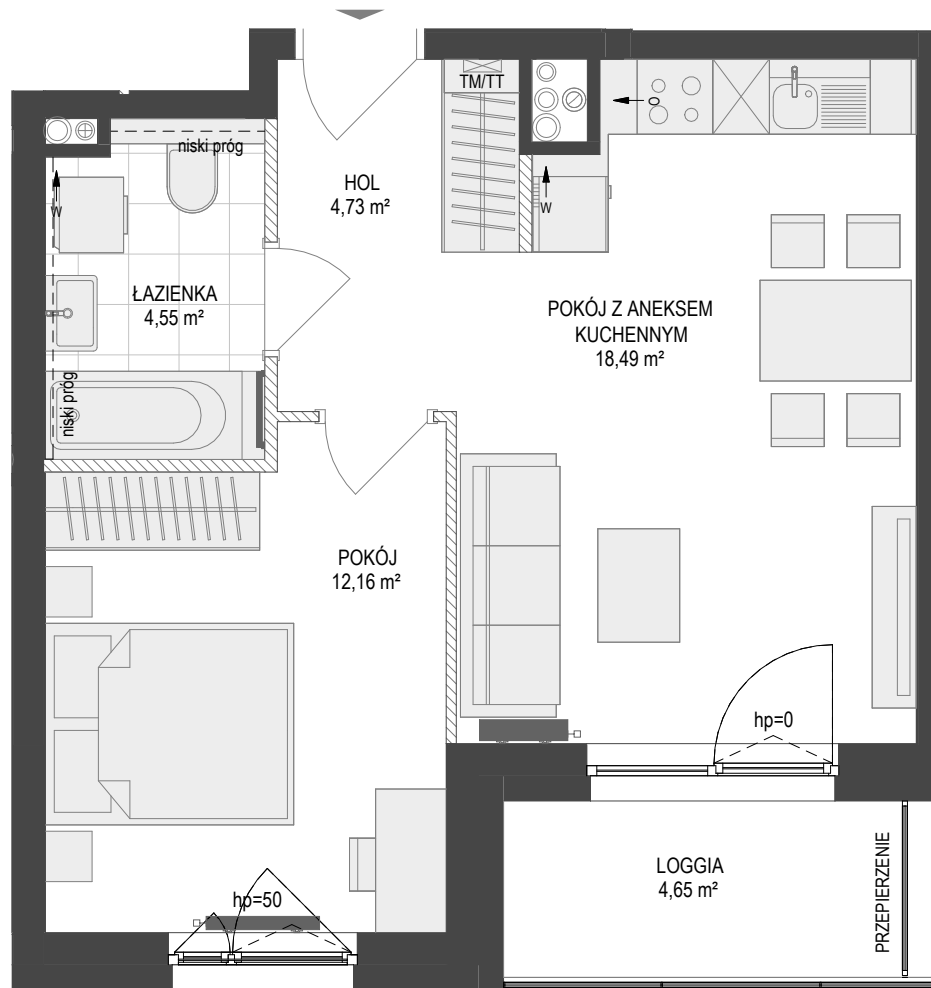 TM/TT
O
niski próg
HOL
4,73 m²
W
W
ŁAZIENKA
4,55 m²
POKÓJ Z ANEKSEM
KUCHENNYM
18,49 m²
niski próg
POKÓJ
12,16 m²
hp=0
hp=50
LOGGIA
4,65 m²
PRZEPIERZENIE